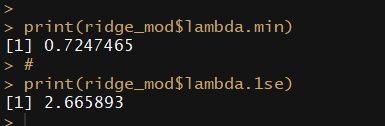 >
> print(ridge_mod$lambda.min)
[1] 0.7247465
> #
> print(ridge_mod$lambda.1se)
[1] 2.665893
>